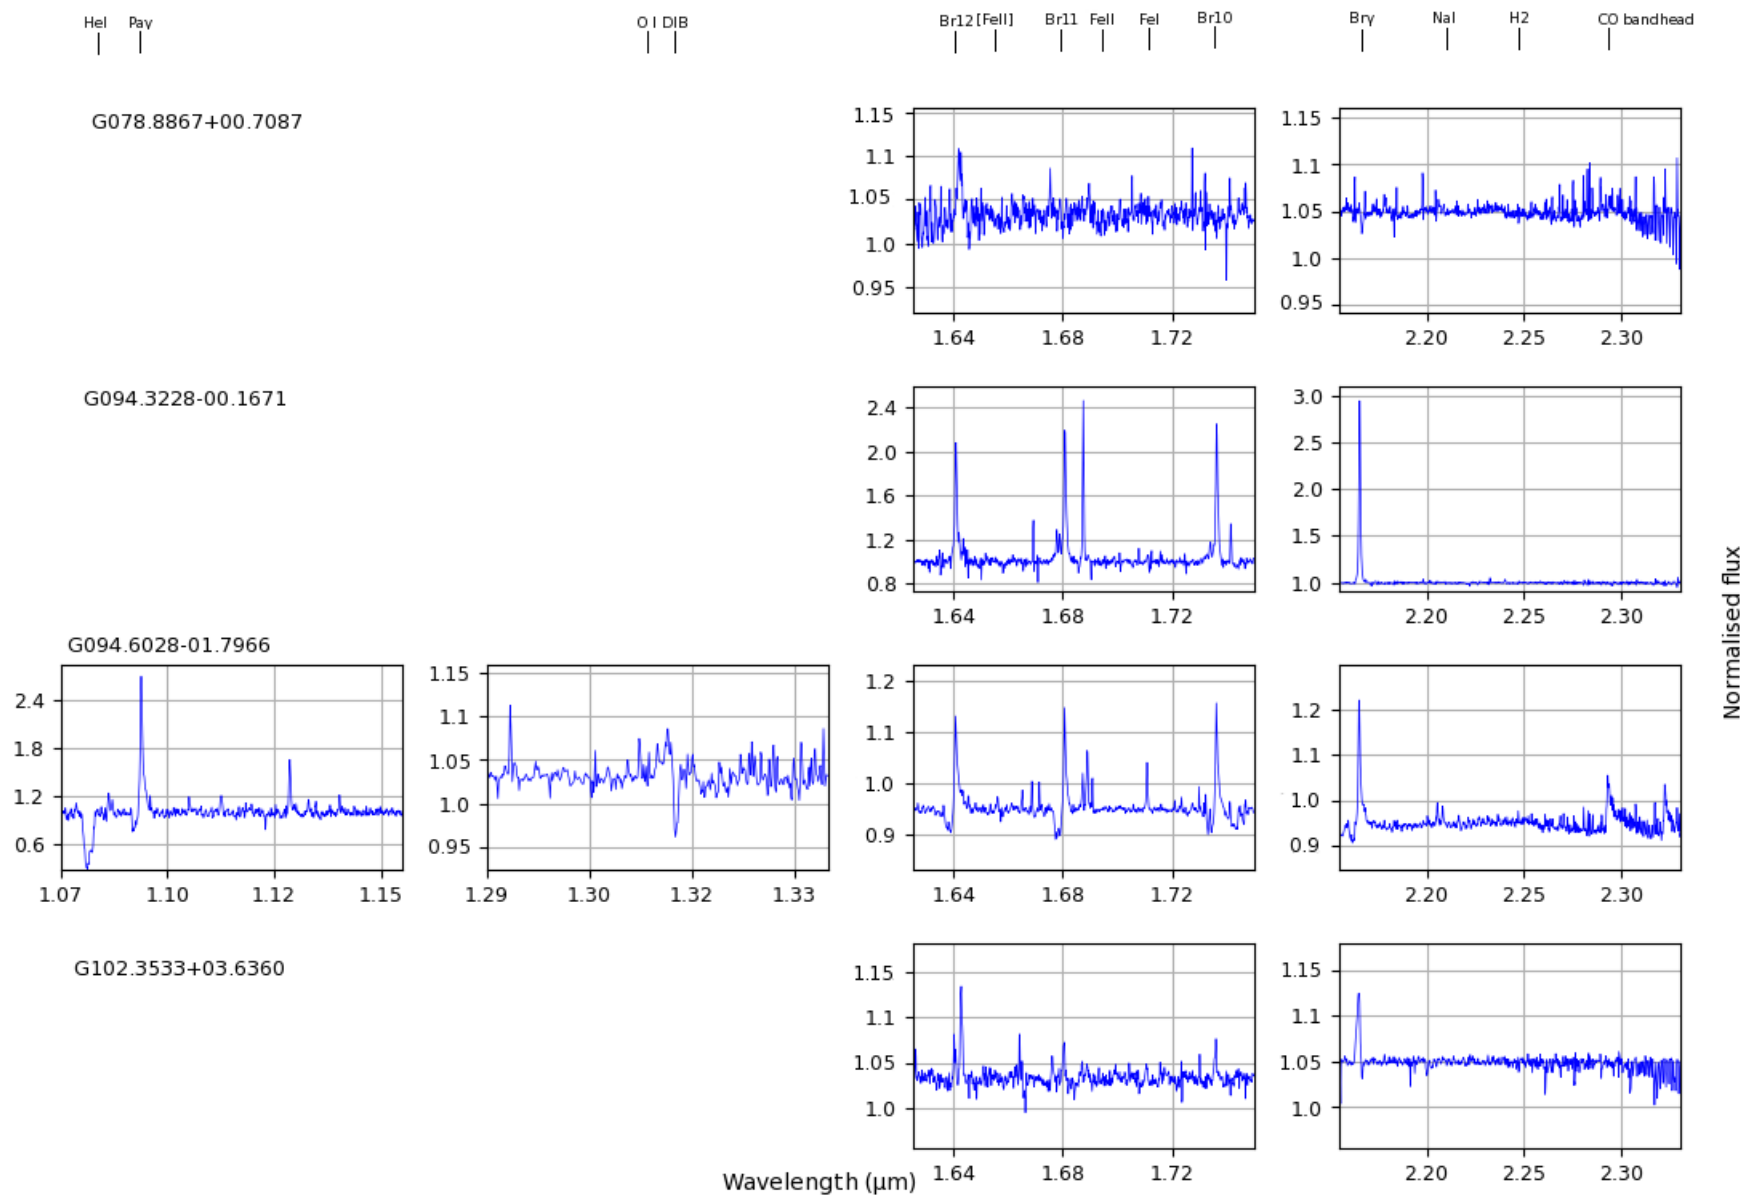 HeI Paγ O I DIB Br12 [FeII] Br11 FeII FeI Br10 Brγ NaI H2 CO bandhead
G078.8867+00.7087
1.15 1.1 1.05 1.0 0.95
1.64 1.68 1.72
1.15 1.10 1.05 1.0 0.95
2.20 2.25 2.30
G094.3228-00.1671
2.4 2.0 1.6 1.2 0.8
1.64 1.68 1.72
3.0 2.5 2.0 1.5 1.0
2.20 2.25 2.30
G094.6028-01.7966
2.4 1.8 1.2 0.6
1.07 1.10 1.12 1.15
1.15 1.1 1.05 1.0 0.95
1.29 1.30 1.32 1.33
1.2 1.1 1.0 0.9
1.64 1.68 1.72
1.2 1.1 1.0 0.9
2.20 2.25 2.30
G102.3533+03.6360
1.15 1.1 1.05 1.0
1.64 1.68 1.72
1.15 1.1 1.05 1.0
2.20 2.25 2.30
Wavelength (μm)
Normalised flux